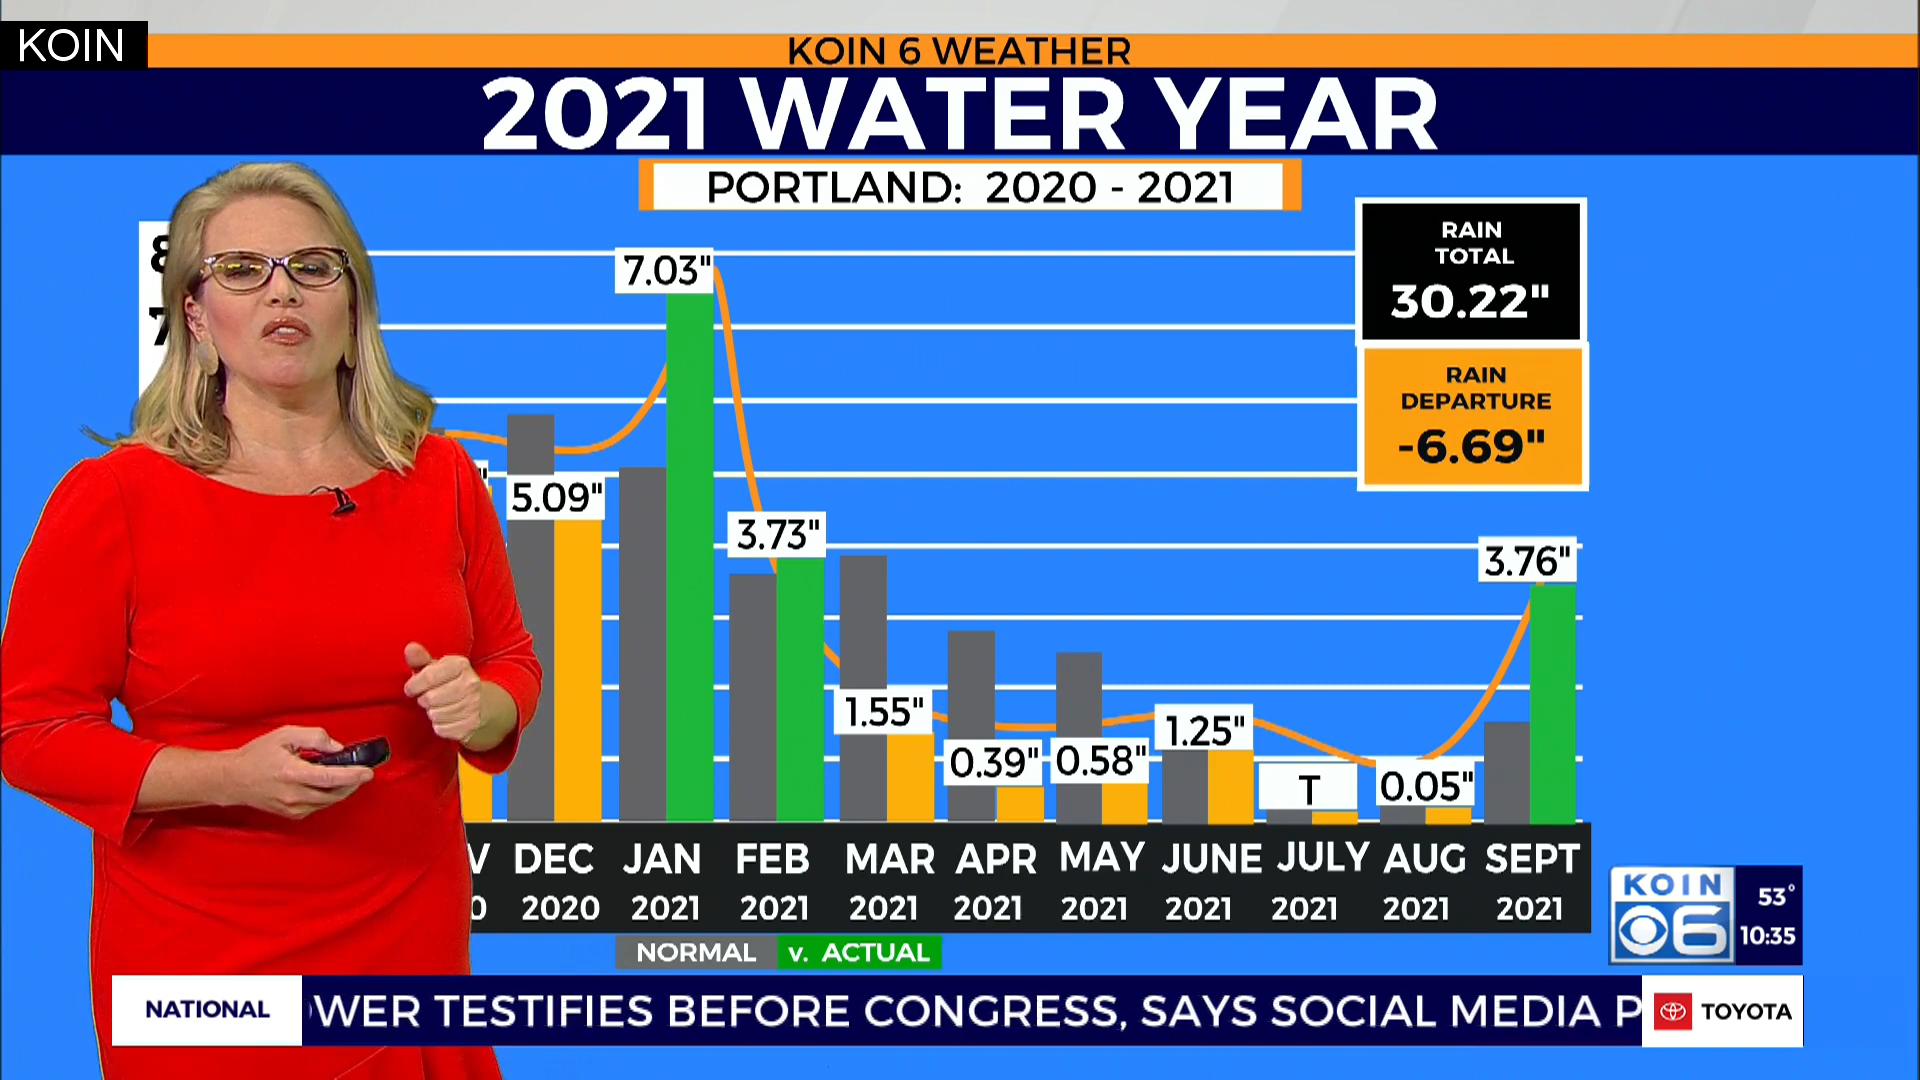 KOIN
KOIN 6 WEATHER
2021 WATER YEAR
PORTLAND: 2020 - 2021
RAIN
TOTAL
30.22"
RAIN
DEPARTURE
-6.69"
7.03"
5.09"
3.73"
1.55"
0.39"
0.58"
1.25"
T
0.05"
3.76"
DEC JAN FEB MAR APR MAY JUNE JULY AUG SEPT
2020 2021 2021 2021 2021 2021 2021 2021 2021 2021
NORMAL v. ACTUAL
KOIN
6
53°
10:35
NATIONAL
OWER TESTIFIES BEFORE CONGRESS, SAYS SOCIAL MEDIA P
TOYOTA